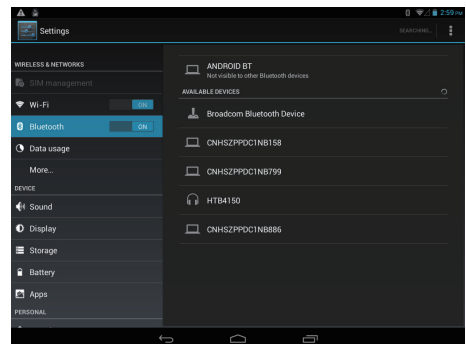 2:59 PM
Settings
SEARCHING...
WIRELESS & NETWORKS
SIM management
Wi-Fi ON
Bluetooth ON
Data usage
More...
DEVICE
Sound
Display
Storage
Battery
Apps
PERSONAL
ANDROID BT
Not visible to other Bluetooth devices
AVAILABLE DEVICES
Broadcom Bluetooth Device
CNHSZPPDC1NB158
CNHSZPPDC1NB799
HTB4150
CNHSZPPDC1NB886